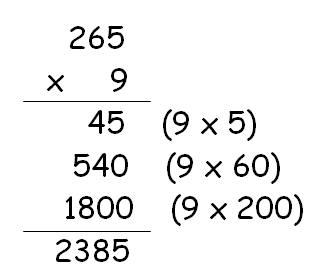 265
x 9
45 (9 x 5)
540 (9 x 60)
1800 (9 x 200)
2385